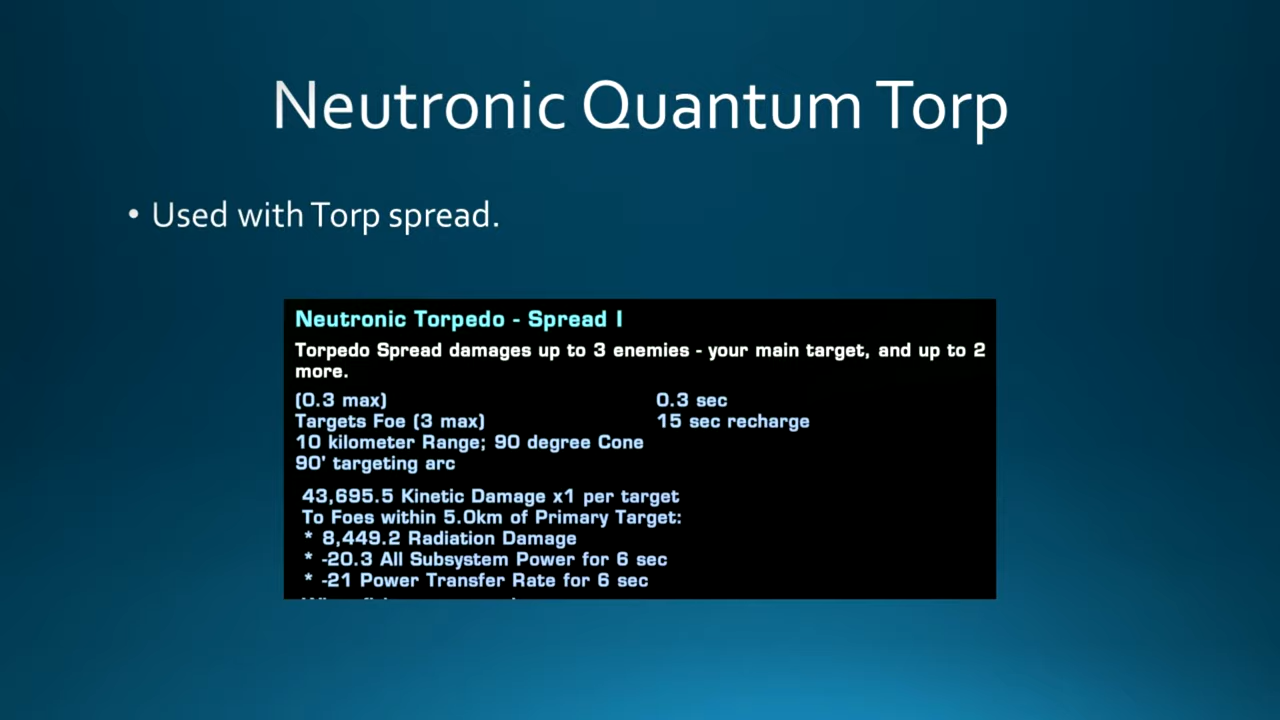 Neutronic Quantum Torp
• Used with Torp spread.
Neutronic Torpedo - Spread I
Torpedo Spread damages up to 3 enemies - your main target, and up to 2
more.
(0.3 max) 0.3 sec
Targets Foe (3 max) 15 sec recharge
10 kilometer Range; 90 degree Cone
90' targeting arc
43,695.5 Kinetic Damage x1 per target
To Foes within 5.0km of Primary Target:
* 8,449.2 Radiation Damage
* -20.3 All Subsystem Power for 6 sec
* -21 Power Transfer Rate for 6 sec